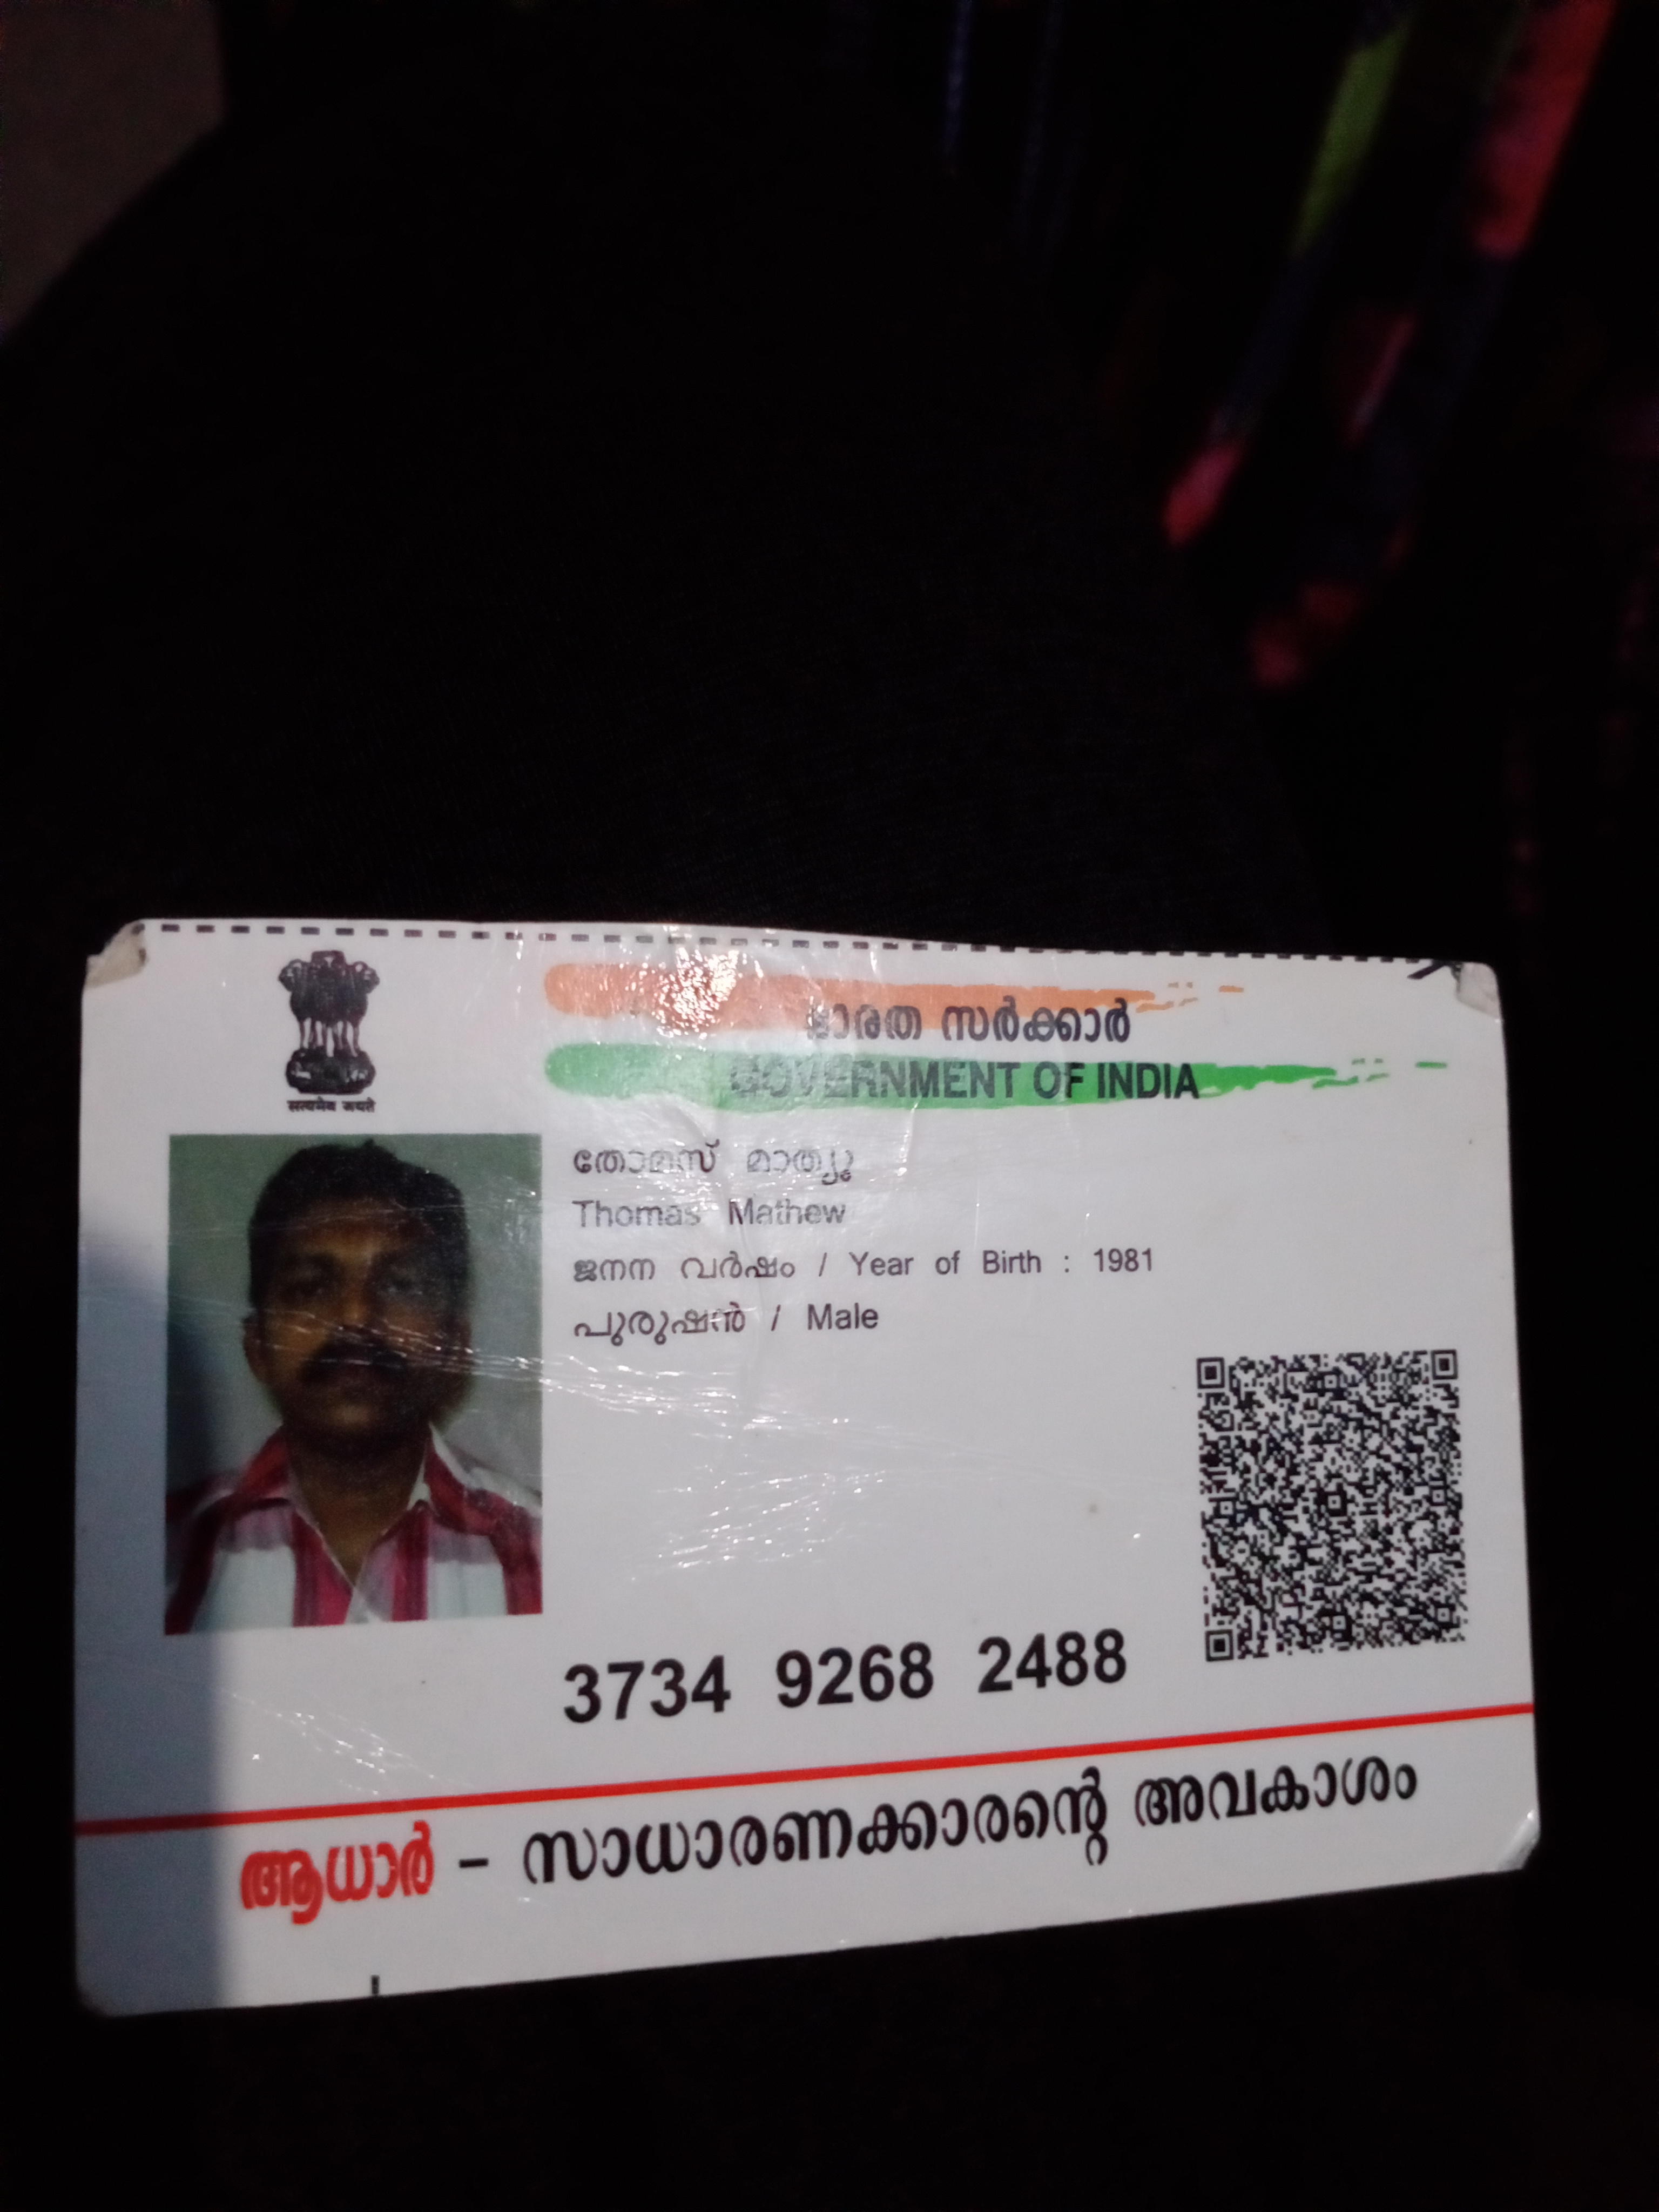 ഭാരത സർക്കാർ
GOVERNMENT OF INDIA
सत्यमेव जयते
തോമസ് മാത്യൂ
Thomas Mathew
ജനന വർഷം / Year of Birth : 1981
പുരുഷൻ / Male
3734 9268 2488
ആധാർ – സാധാരണക്കാരന്റെ അവകാശം